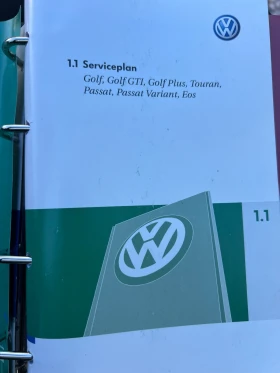 1.1 Serviceplan
Golf, Golf GTI, Golf Plus, Touran,
Passat, Passat Variant, Eos
1.1